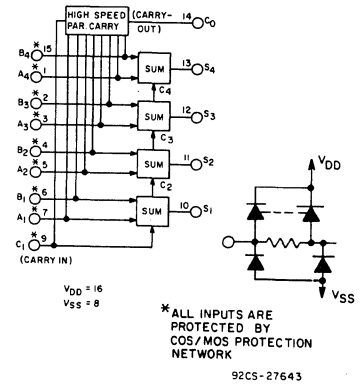 HIGH SPEED
PAR. CARRY
(CARRY-
OUT)
14 C0
* B4 15
A4 1
* B3 2
* A3 3
* B2 4
* A2 5
* B1 6
* A1 7
* C1 9
(CARRY IN)
SUM
13 S4
C4
SUM
12 S3
C3
SUM
11 S2
C2
SUM
10 S1
VDD = 16
VSS = 8
VDD
VSS
*ALL INPUTS ARE
PROTECTED BY
COS/MOS PROTECTION
NETWORK
92CS-27643